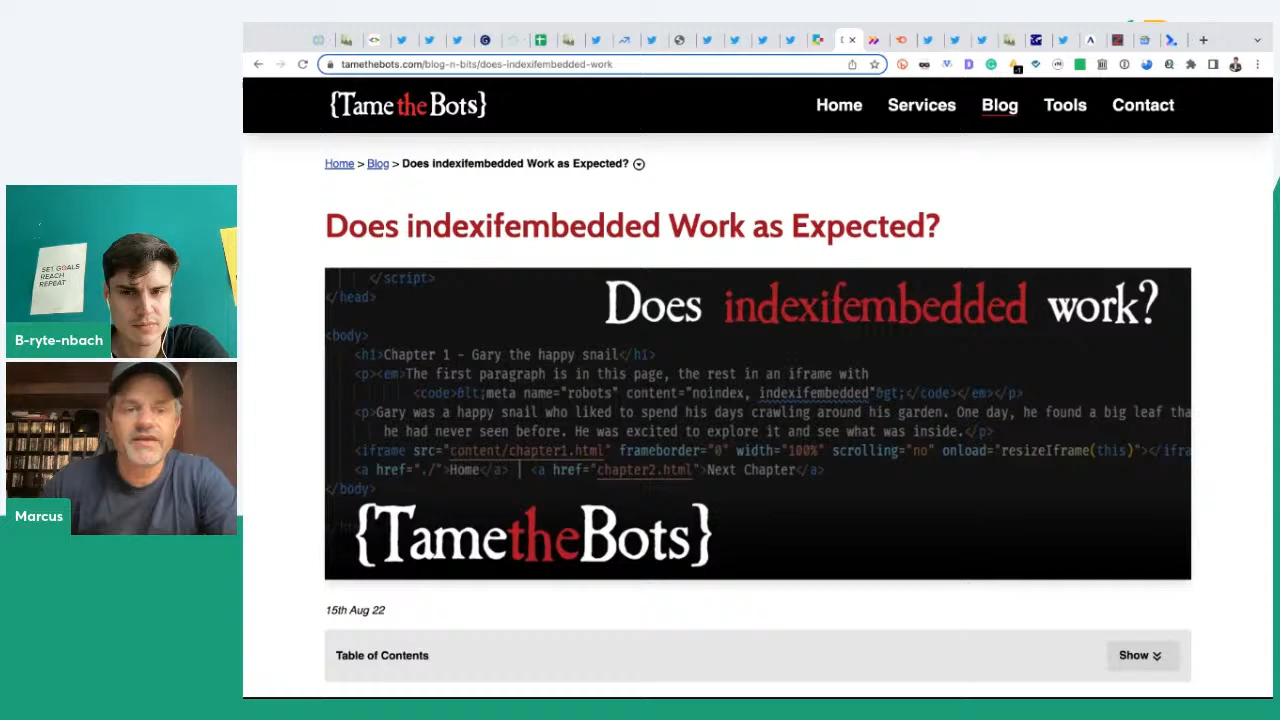 tamethebots.com/blog-n-bits/does-indexifembedded-work
{Tame the Bots}
Home
Services
Blog
Tools
Contact
Home > Blog > Does indexifembedded Work as Expected?
Does indexifembedded Work as Expected?
Does indexifembedded work?
</script>
</head>
<body>
<h1>Chapter 1 - Gary the happy snail</h1>
<p><em>The first paragraph is in this page, the rest in an iframe with
<code>&lt;meta name="robots" content="noindex, indexifembedded"&gt;</code></em></p>
<p>Gary was a happy snail who liked to spend his days crawling around his garden. One day, he found a big leaf tha
he had never seen before. He was excited to explore it and see what was inside.</p>
<iframe src="content/chapter1.html" frameborder="0" width="100%" scrolling="no" onload="resizeIframe(this)"></ifra
<a href="./">Home</a> | <a href="chapter2.html">Next Chapter</a>
</body>
{TametheBots}
15th Aug 22
Table of Contents
Show
SET GOALS
REACH
REPEAT
B-ryte-nbach
Marcus